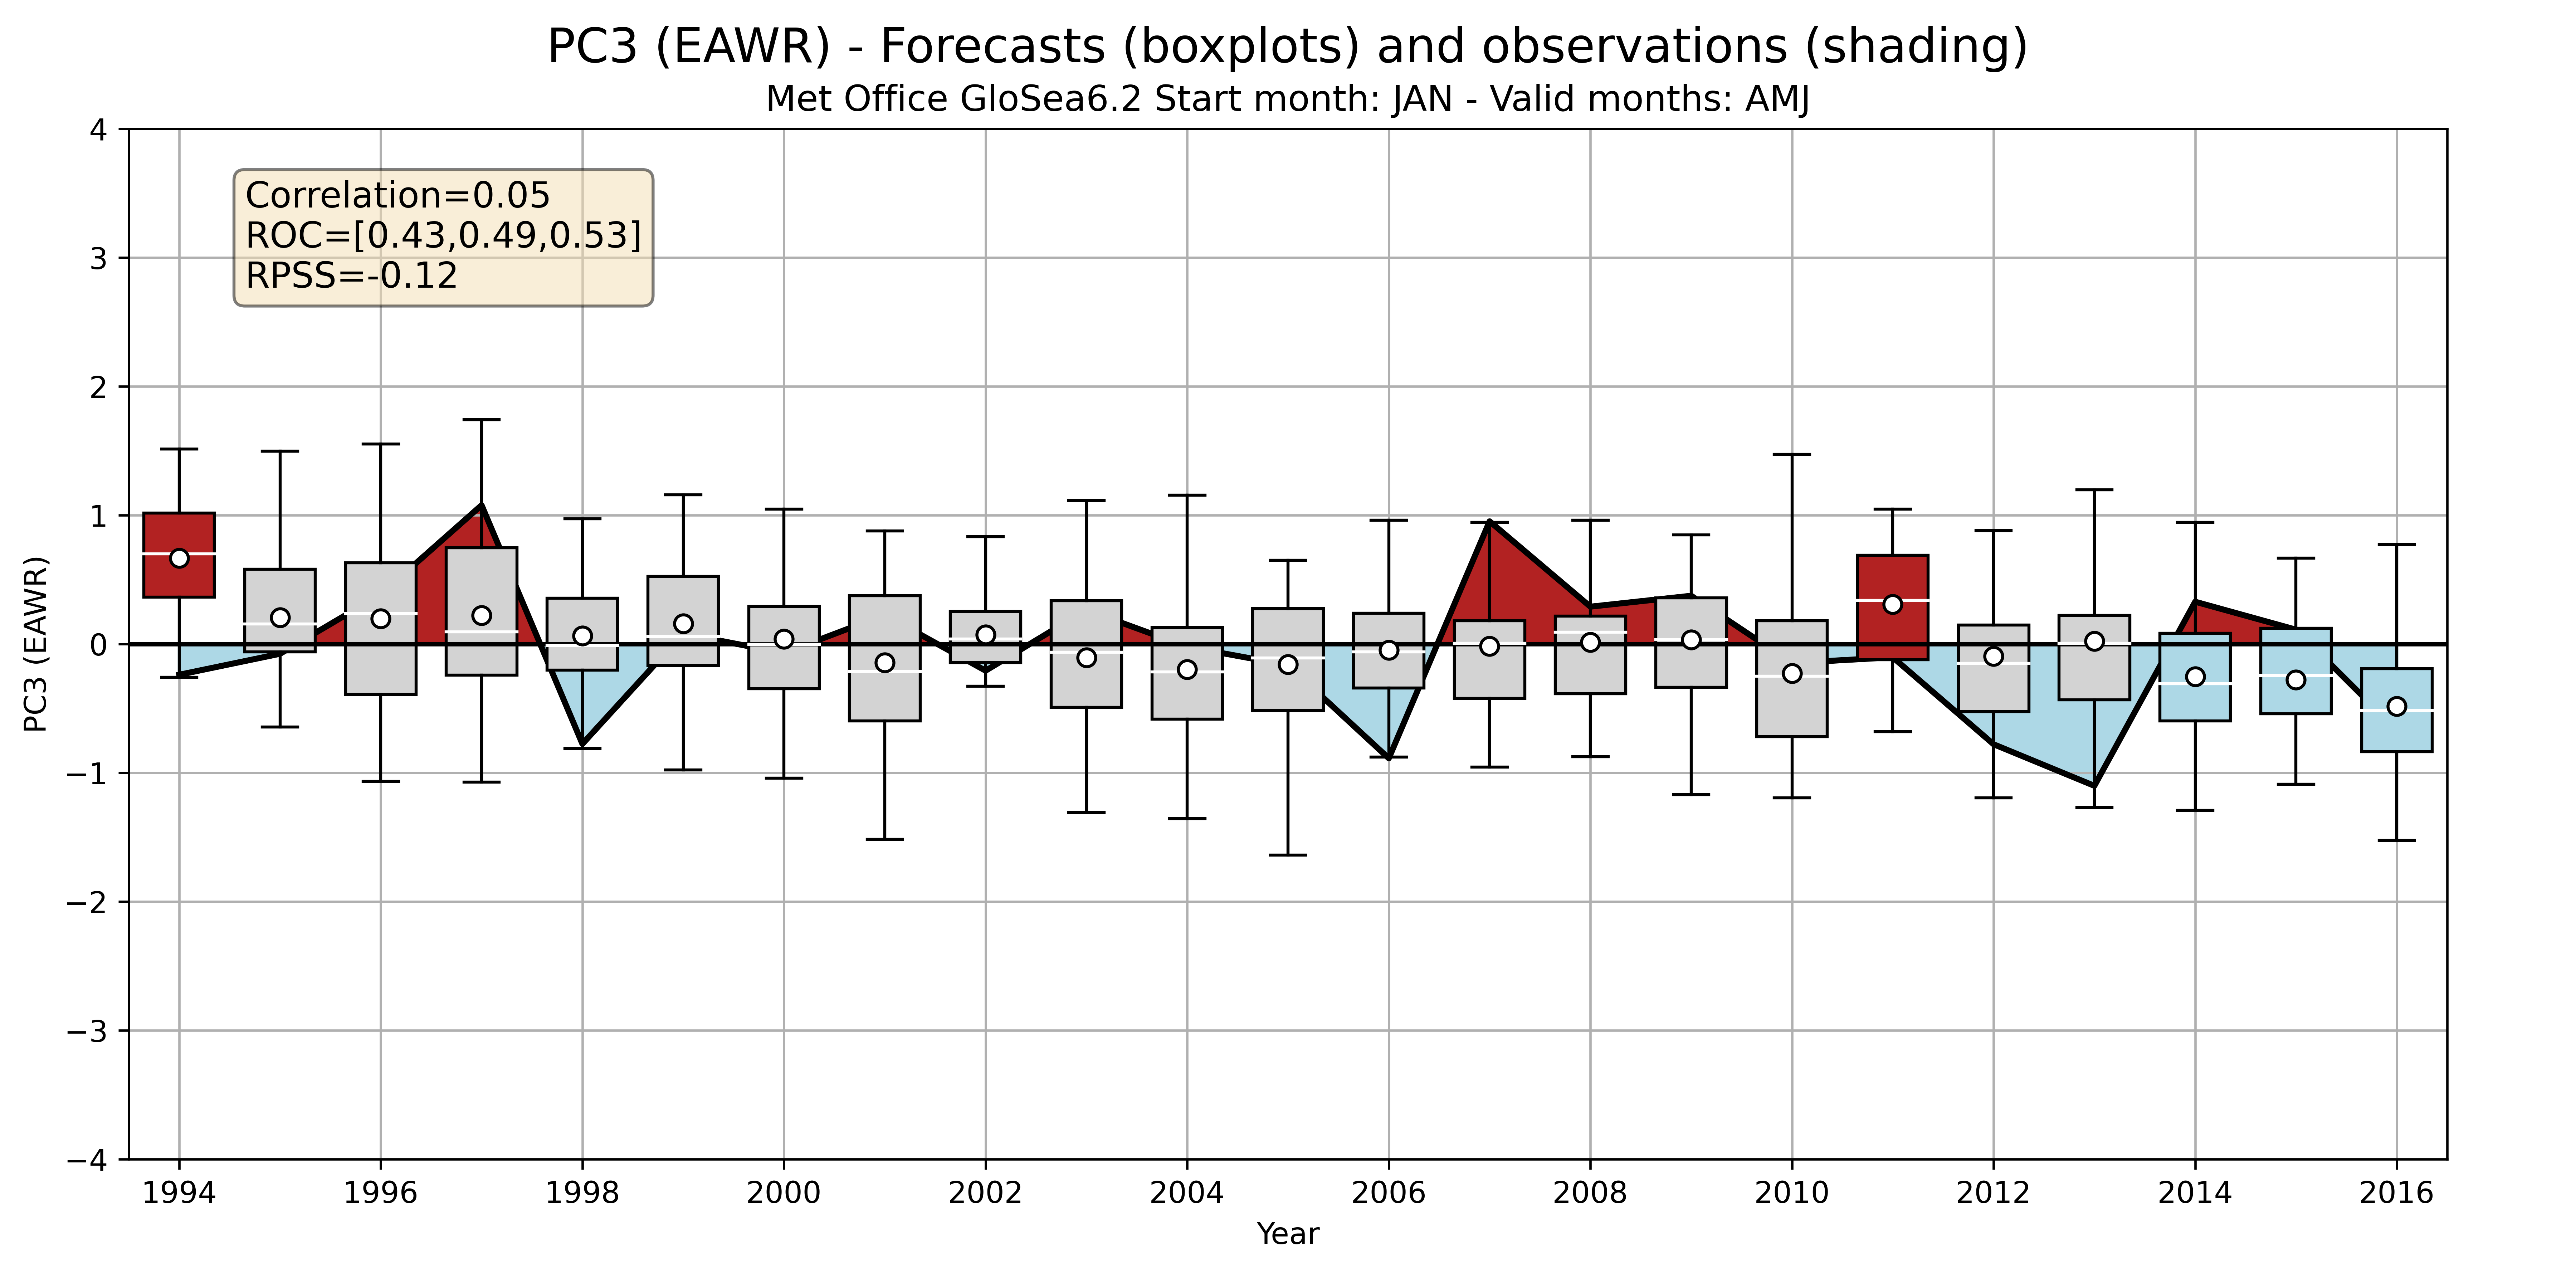 PC3 (EAWR) - Forecasts (boxplots) and observations (shading)
Met Office GloSea6.2 Start month: JAN - Valid months: AMJ
Correlation=0.05
ROC=[0.43,0.49,0.53]
RPSS=-0.12
PC3 (EAWR)
4
3
2
1
0
−1
−2
−3
−4
1994 1996 1998 2000 2002 2004 2006 2008 2010 2012 2014 2016
Year